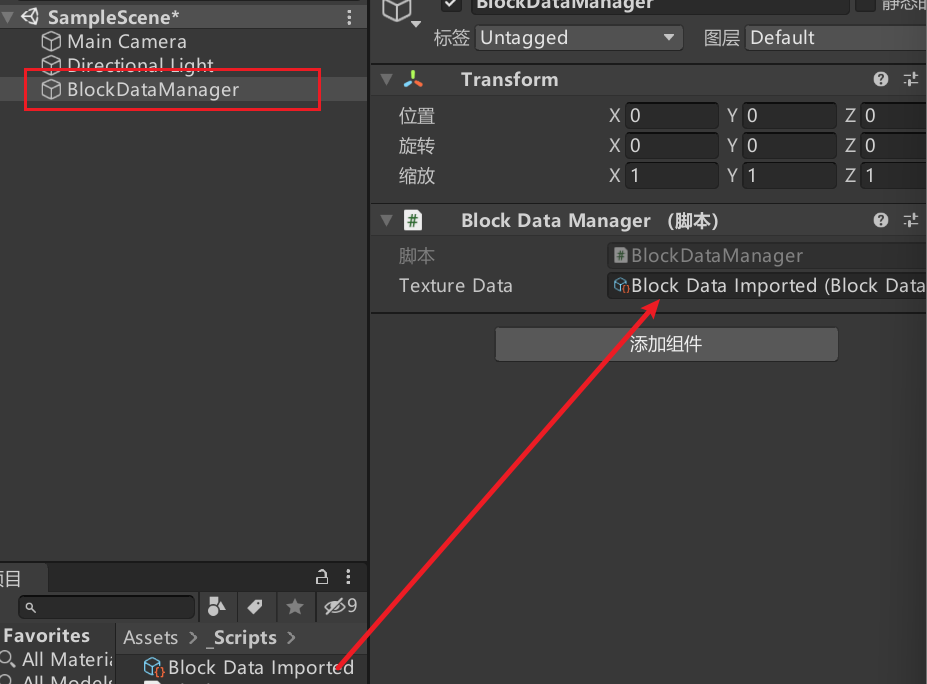 SampleScene*
Main Camera
Directional Light
BlockDataManager
项目
9
Favorites
All Materi
All Models
Assets > _Scripts >
Block Data Imported
BlockDataManager
静态的
标签 Untagged 图层 Default
Transform
位置 X 0 Y 0 Z 0
旋转 X 0 Y 0 Z 0
缩放 X 1 Y 1 Z 1
# Block Data Manager （脚本）
脚本 # BlockDataManager
Texture Data Block Data Imported (Block Data
添加组件